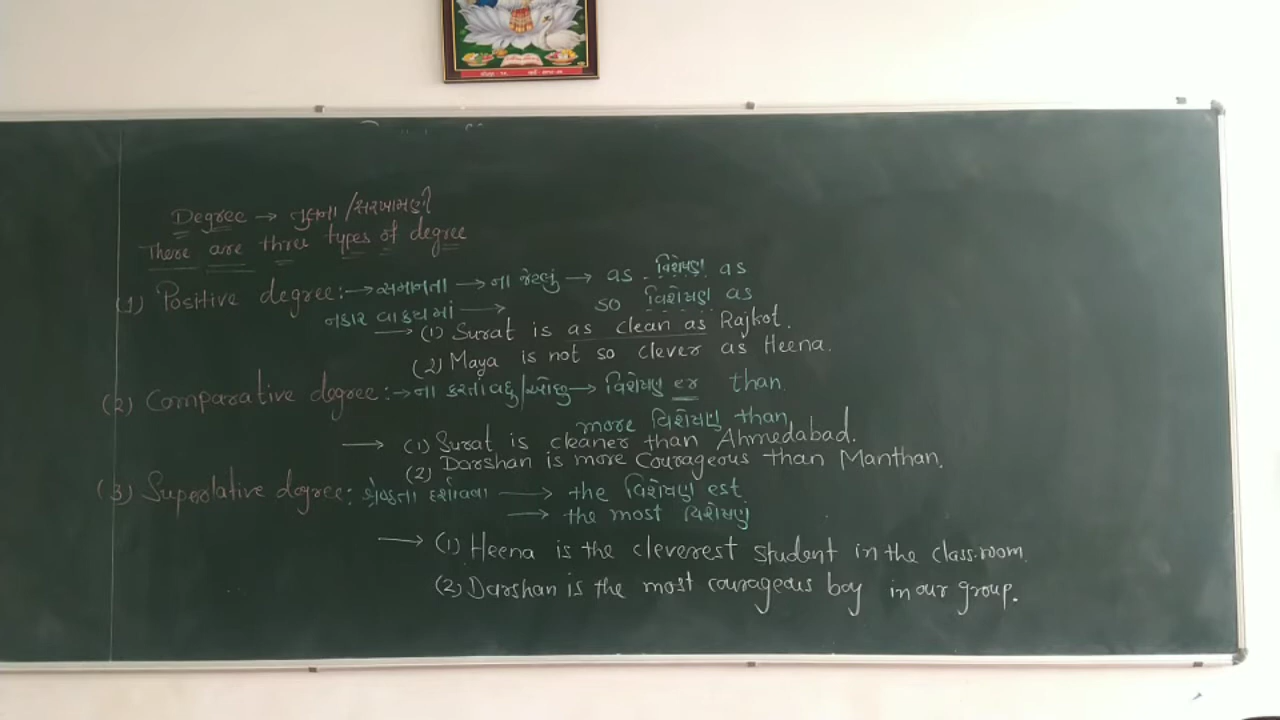 Degree → તુલના /સરખામણી
There are three types of degree
(1) Positive degree :→ સમાનતા → ના જેટલું → as વિશેષણ as
નકાર વાક્યમાં → so વિશેષણ as
→ (1) Surat is as clean as Rajkot.
(2) Maya is not so clever as Heena.
(2) Comparative degree :→ ના કરતાં વધુ/ઓછુ → વિશેષણ er than.
more વિશેષણ than
→ (1) Surat is cleaner than Ahmedabad.
(2) Darshan is more Courageous than Manthan.
(3) Superlative degree : શ્રેષ્ઠતા દર્શાવવા → the વિશેષણ est
→ the most વિશેષણ
→ (1) Heena is the cleverest student in the class.room.
(2) Darshan is the most courageous boy in our group.